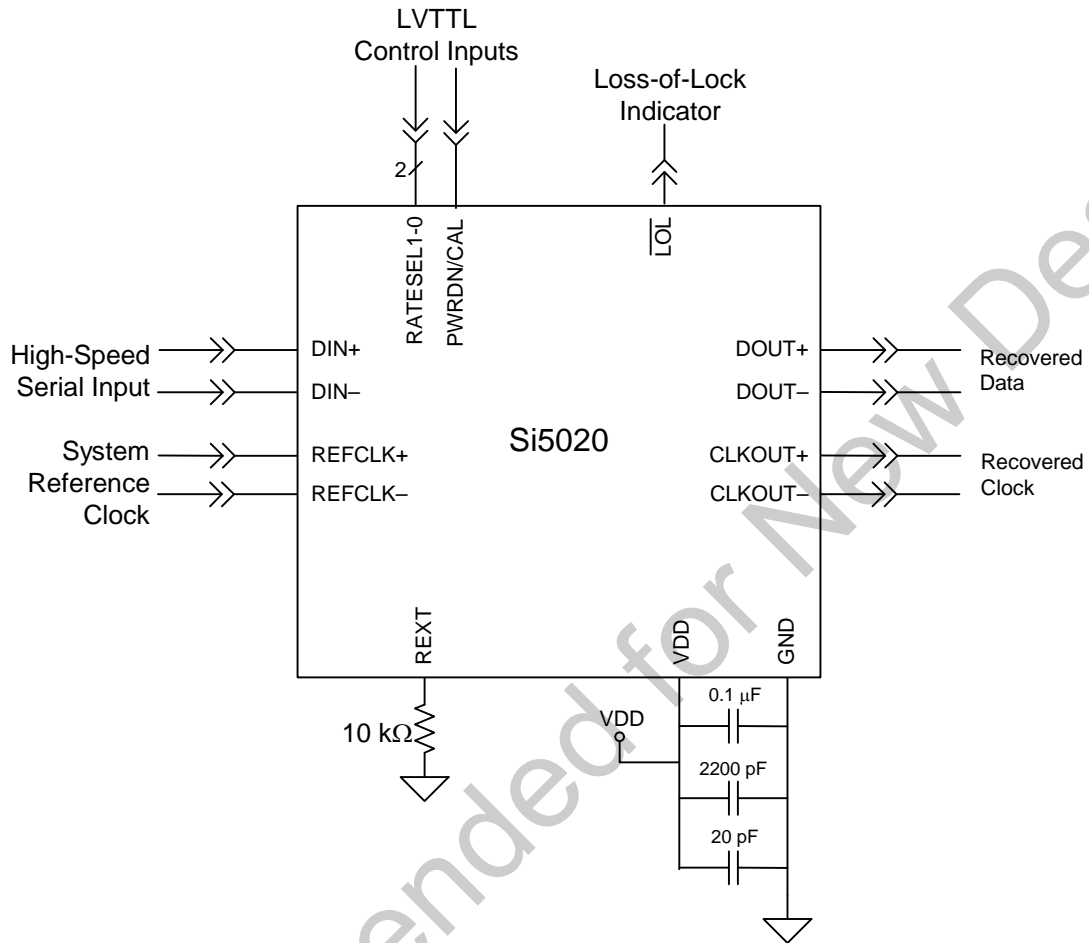 LVTTL
Control Inputs
Loss-of-Lock
Indicator
2
RATESEL1-0
PWRDN/CAL
LOL
High-Speed
Serial Input
DIN+
DIN–
System
Reference
Clock
REFCLK+
REFCLK–
Si5020
DOUT+
DOUT–
Recovered
Data
CLKOUT+
CLKOUT–
Recovered
Clock
REXT
VDD
GND
10 kΩ
VDD
0.1 μF
2200 pF
20 pF
for New